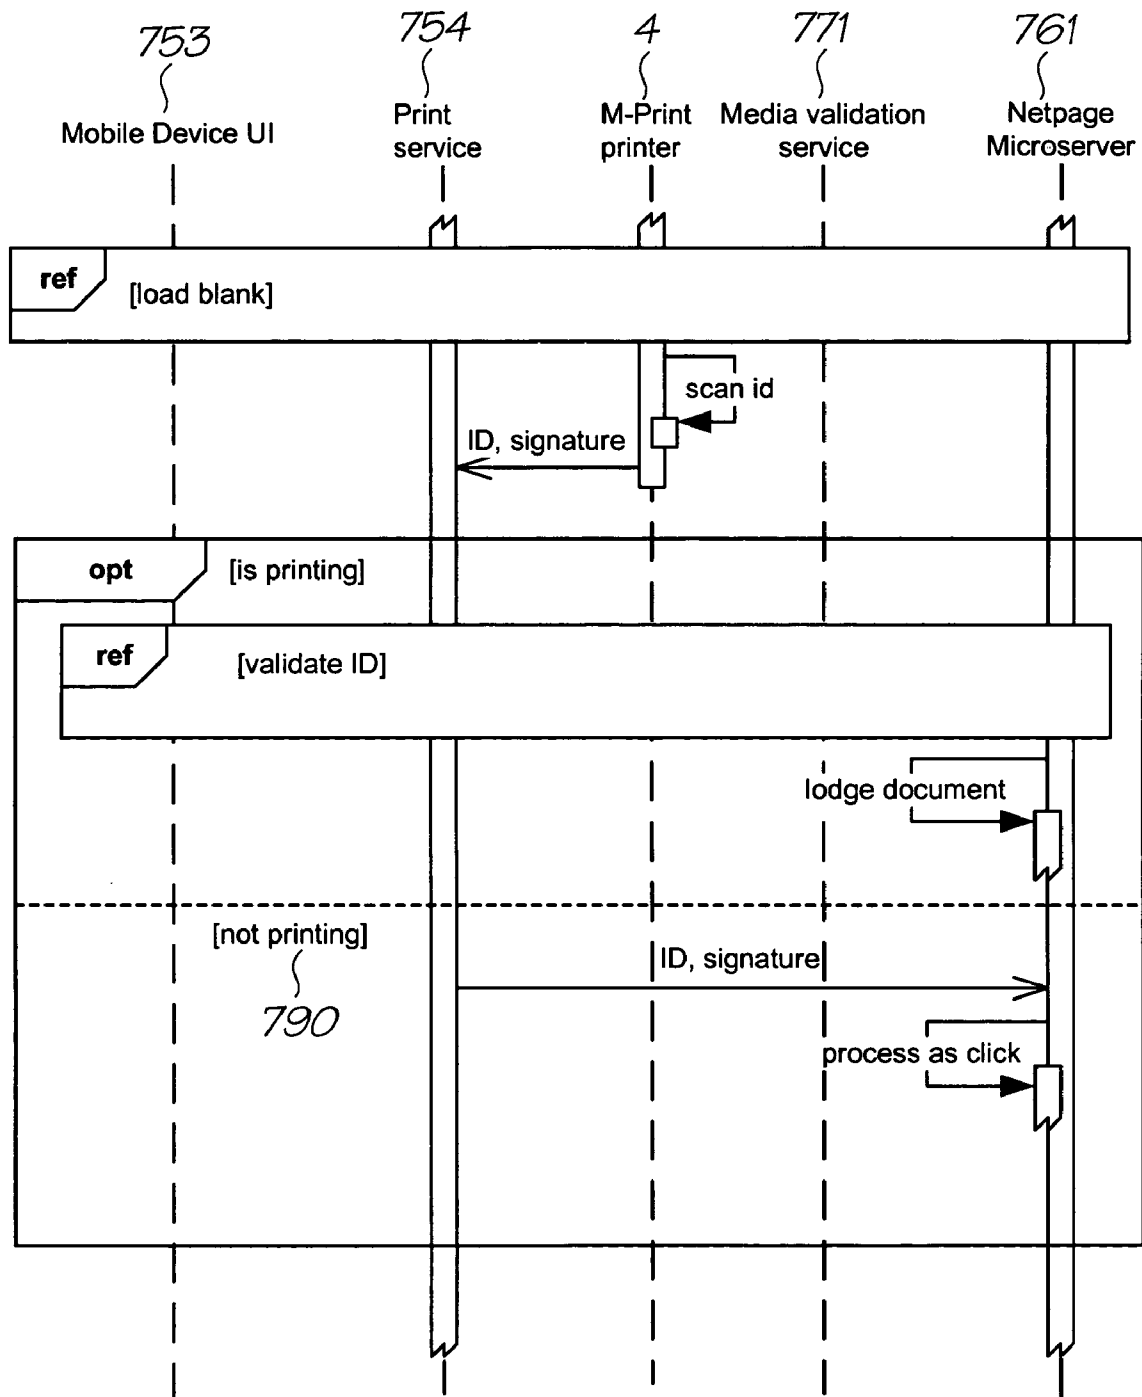 753
754
4
771
761
Mobile Device UI
Print
service
M-Print
printer
Media validation
service
Netpage
Microserver
ref
[load blank]
scan id
ID, signature
opt
[is printing]
ref
[validate ID]
lodge document
[not printing]
790
ID, signature
process as click